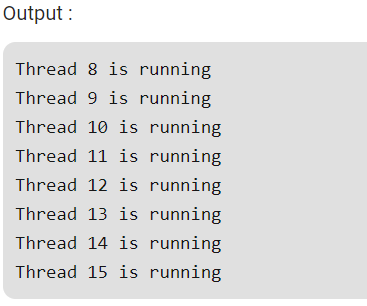 Output :
Thread 8 is running
Thread 9 is running
Thread 10 is running
Thread 11 is running
Thread 12 is running
Thread 13 is running
Thread 14 is running
Thread 15 is running